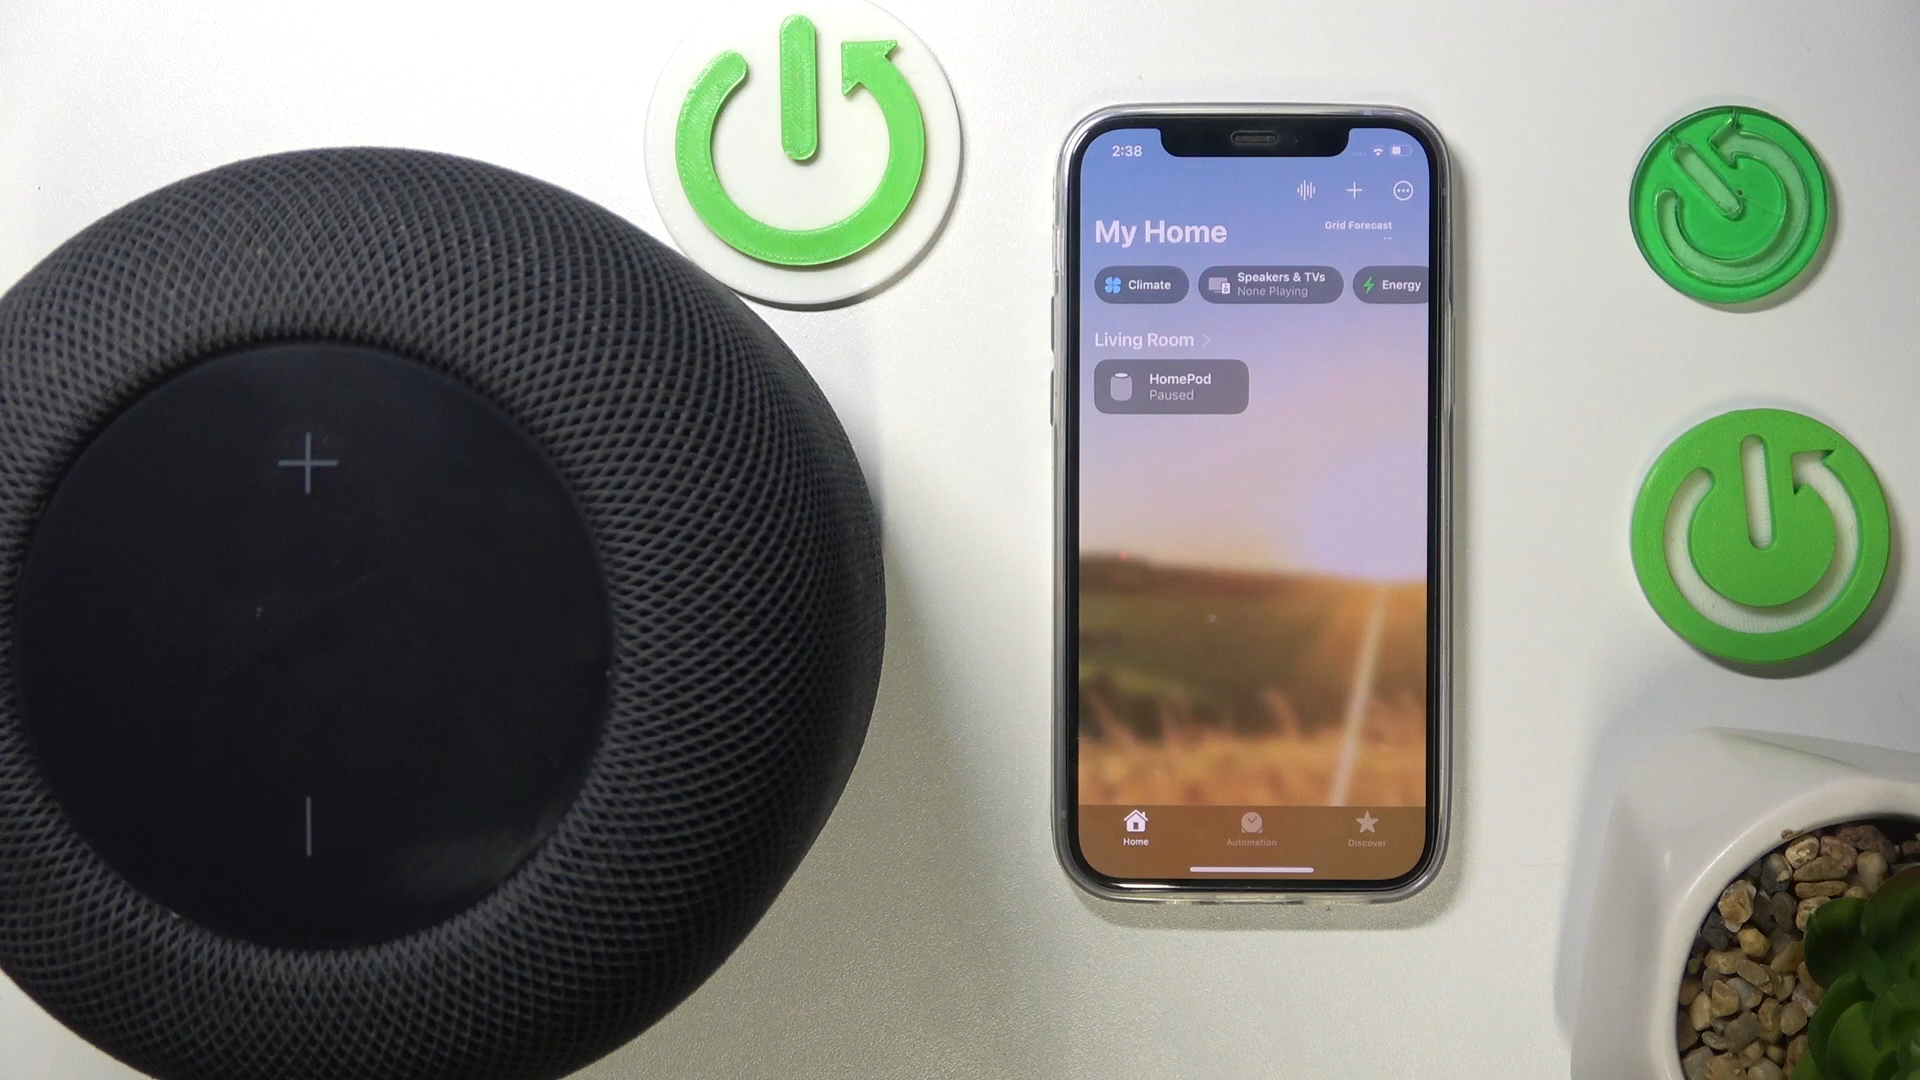 2:38
My Home
Grid Forecast
--
Climate
Speakers & TVs
None Playing
Energy
Living Room >
HomePod
Paused
Home
Automation
Discover